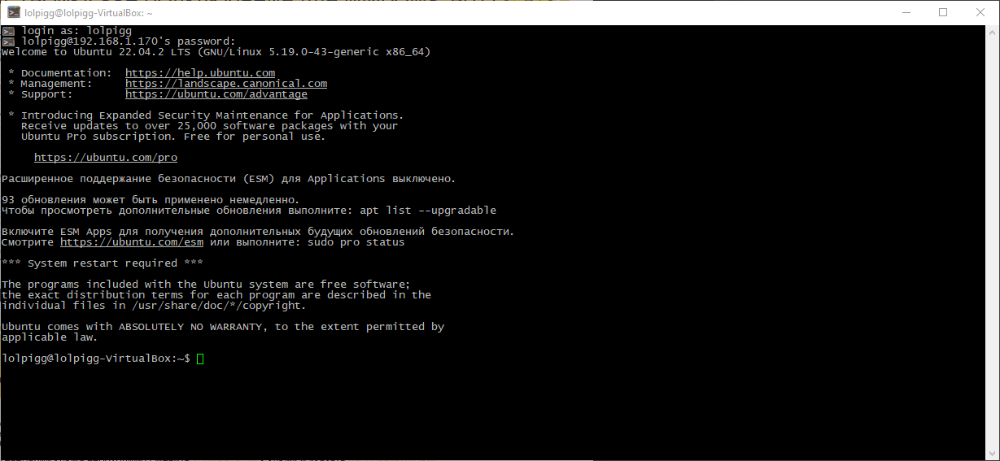 lolpigg@lolpigg-VirtualBox: ~
login as: lolpigg
lolpigg@192.168.1.170's password:
Welcome to Ubuntu 22.04.2 LTS (GNU/Linux 5.19.0-43-generic x86_64)
* Documentation:  https://help.ubuntu.com
* Management:     https://landscape.canonical.com
* Support:        https://ubuntu.com/advantage
* Introducing Expanded Security Maintenance for Applications.
Receive updates to over 25,000 software packages with your
Ubuntu Pro subscription. Free for personal use.
https://ubuntu.com/pro
Расширенное поддержание безопасности (ESM) для Applications выключено.
93 обновления может быть применено немедленно.
Чтобы просмотреть дополнительные обновления выполните: apt list --upgradable
Включите ESM Apps для получения дополнительных будущих обновлений безопасности.
Смотрите https://ubuntu.com/esm или выполните: sudo pro status
*** System restart required ***
The programs included with the Ubuntu system are free software;
the exact distribution terms for each program are described in the
individual files in /usr/share/doc/*/copyright.
Ubuntu comes with ABSOLUTELY NO WARRANTY, to the extent permitted by
applicable law.
lolpigg@lolpigg-VirtualBox:~$